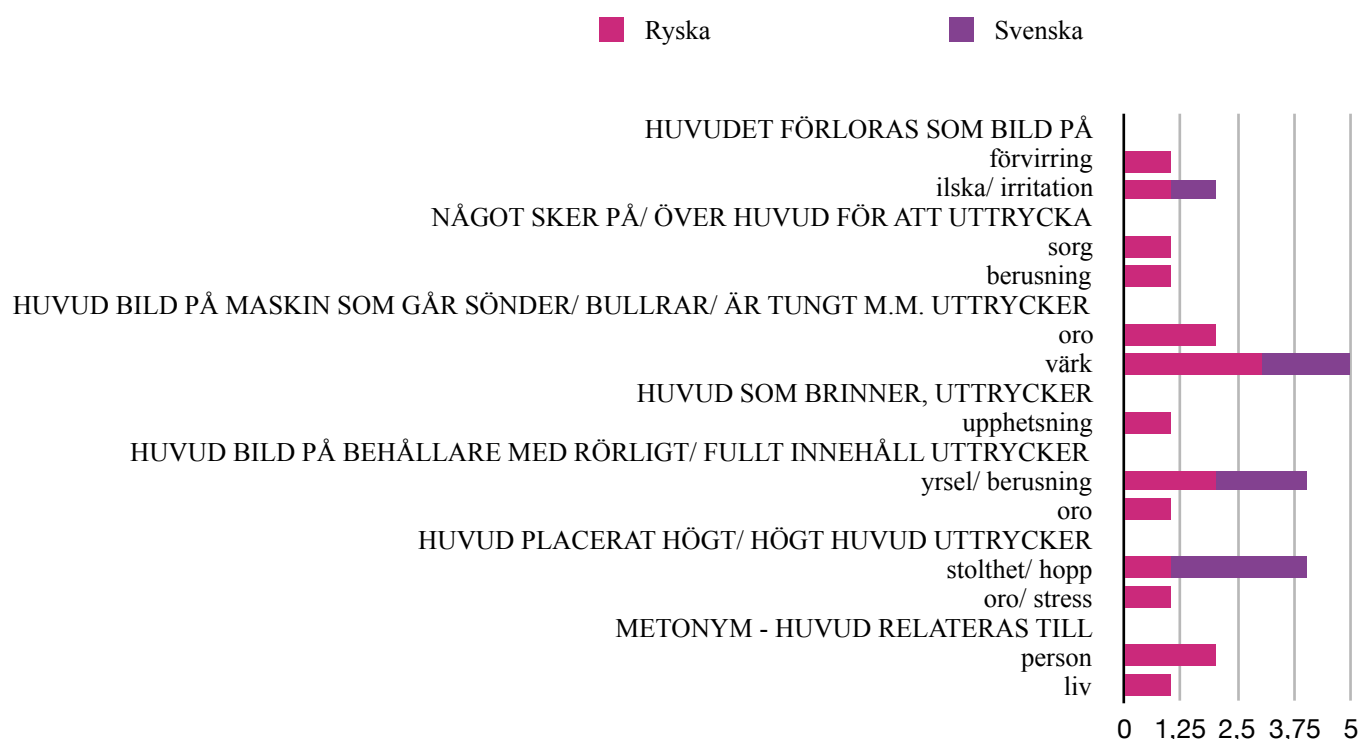 Ryska Svenska
HUVUDET FÖRLORAS SOM BILD PÅ
förvirring
ilska/ irritation
NÅGOT SKER PÅ/ ÖVER HUVUD FÖR ATT UTTRYCKA
sorg
berusning
HUVUD BILD PÅ MASKIN SOM GÅR SÖNDER/ BULLRAR/ ÄR TUNGT M.M. UTTRYCKER
oro
värk
HUVUD SOM BRINNER, UTTRYCKER
upphetsning
HUVUD BILD PÅ BEHÅLLARE MED RÖRLIGT/ FULLT INNEHÅLL UTTRYCKER
yrsel/ berusning
oro
HUVUD PLACERAT HÖGT/ HÖGT HUVUD UTTRYCKER
stolthet/ hopp
oro/ stress
METONYM - HUVUD RELATERAS TILL
person
liv
0 1,25 2,5 3,75 5